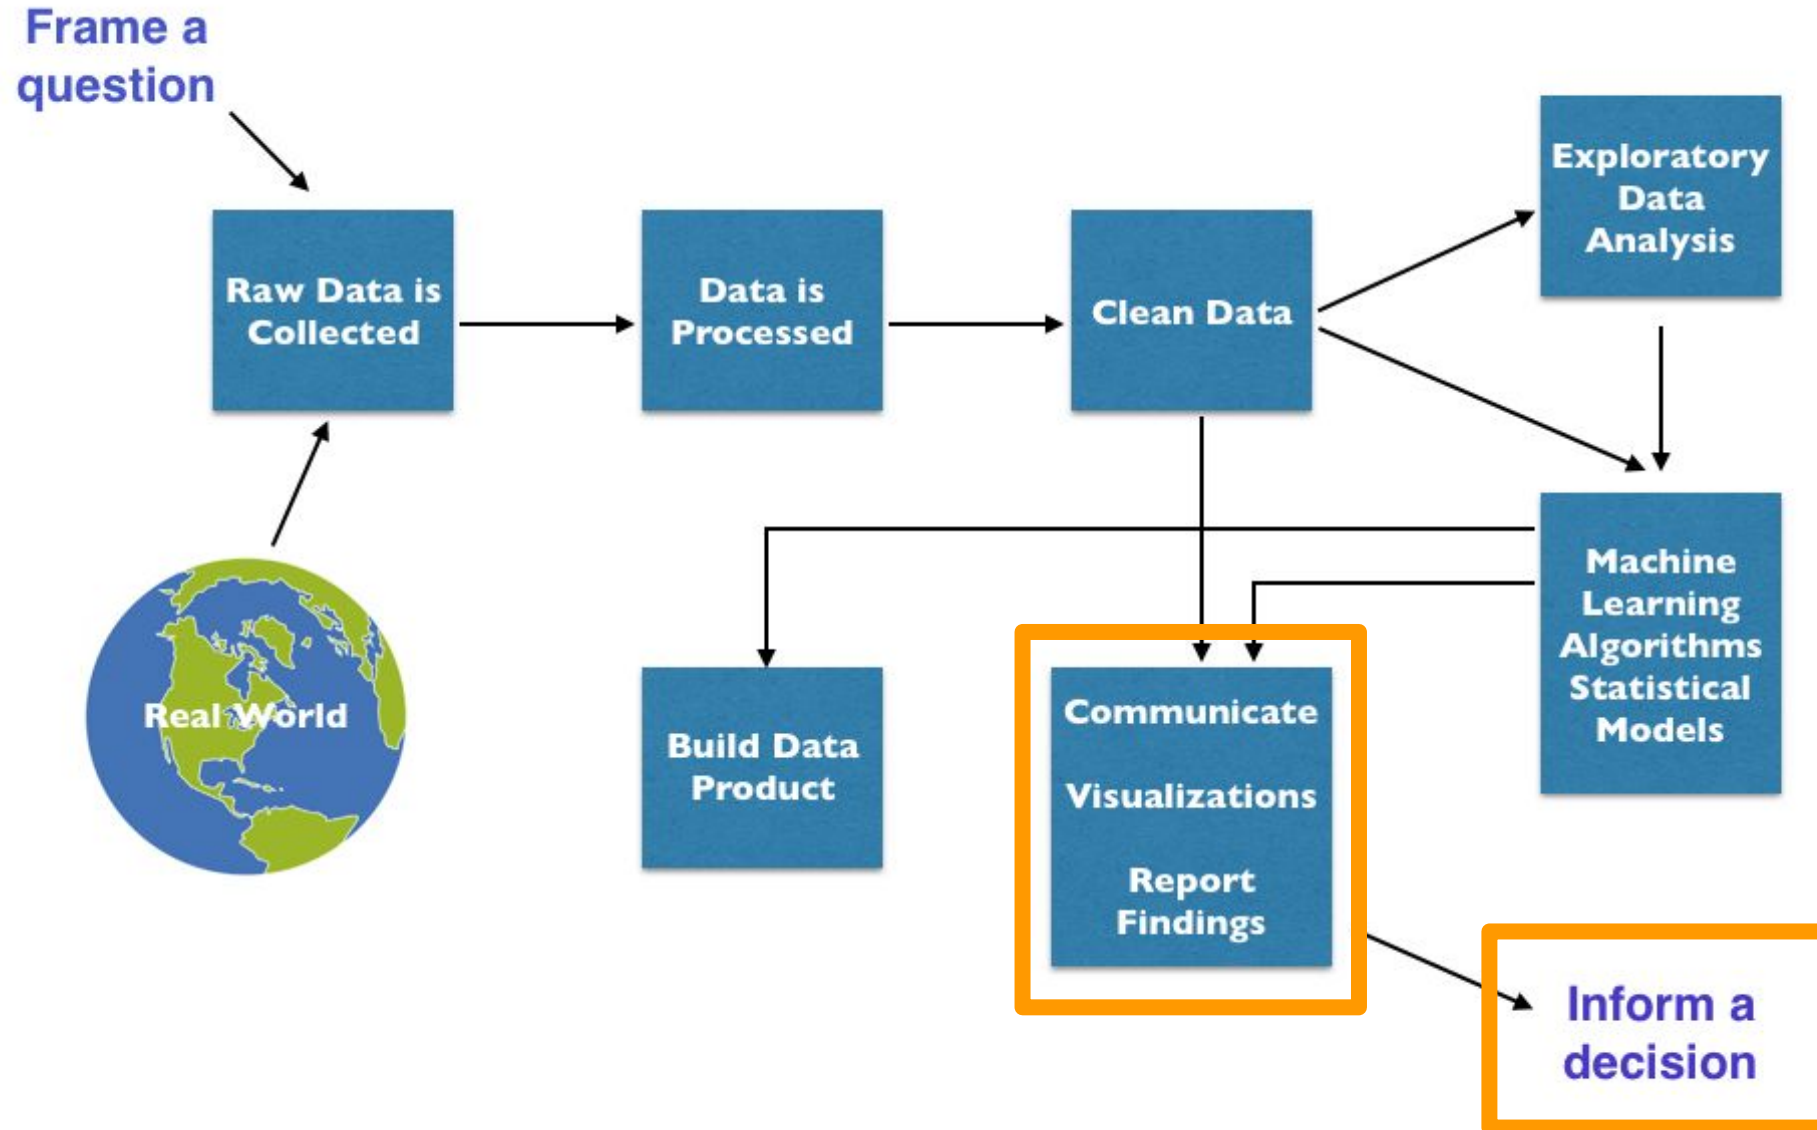 Frame a
question
Raw Data is
Collected
Data is
Processed
Clean Data
Exploratory
Data
Analysis
Real World
Build Data
Product
Communicate
Visualizations
Report
Findings
Machine
Learning
Algorithms
Statistical
Models
Inform a
decision